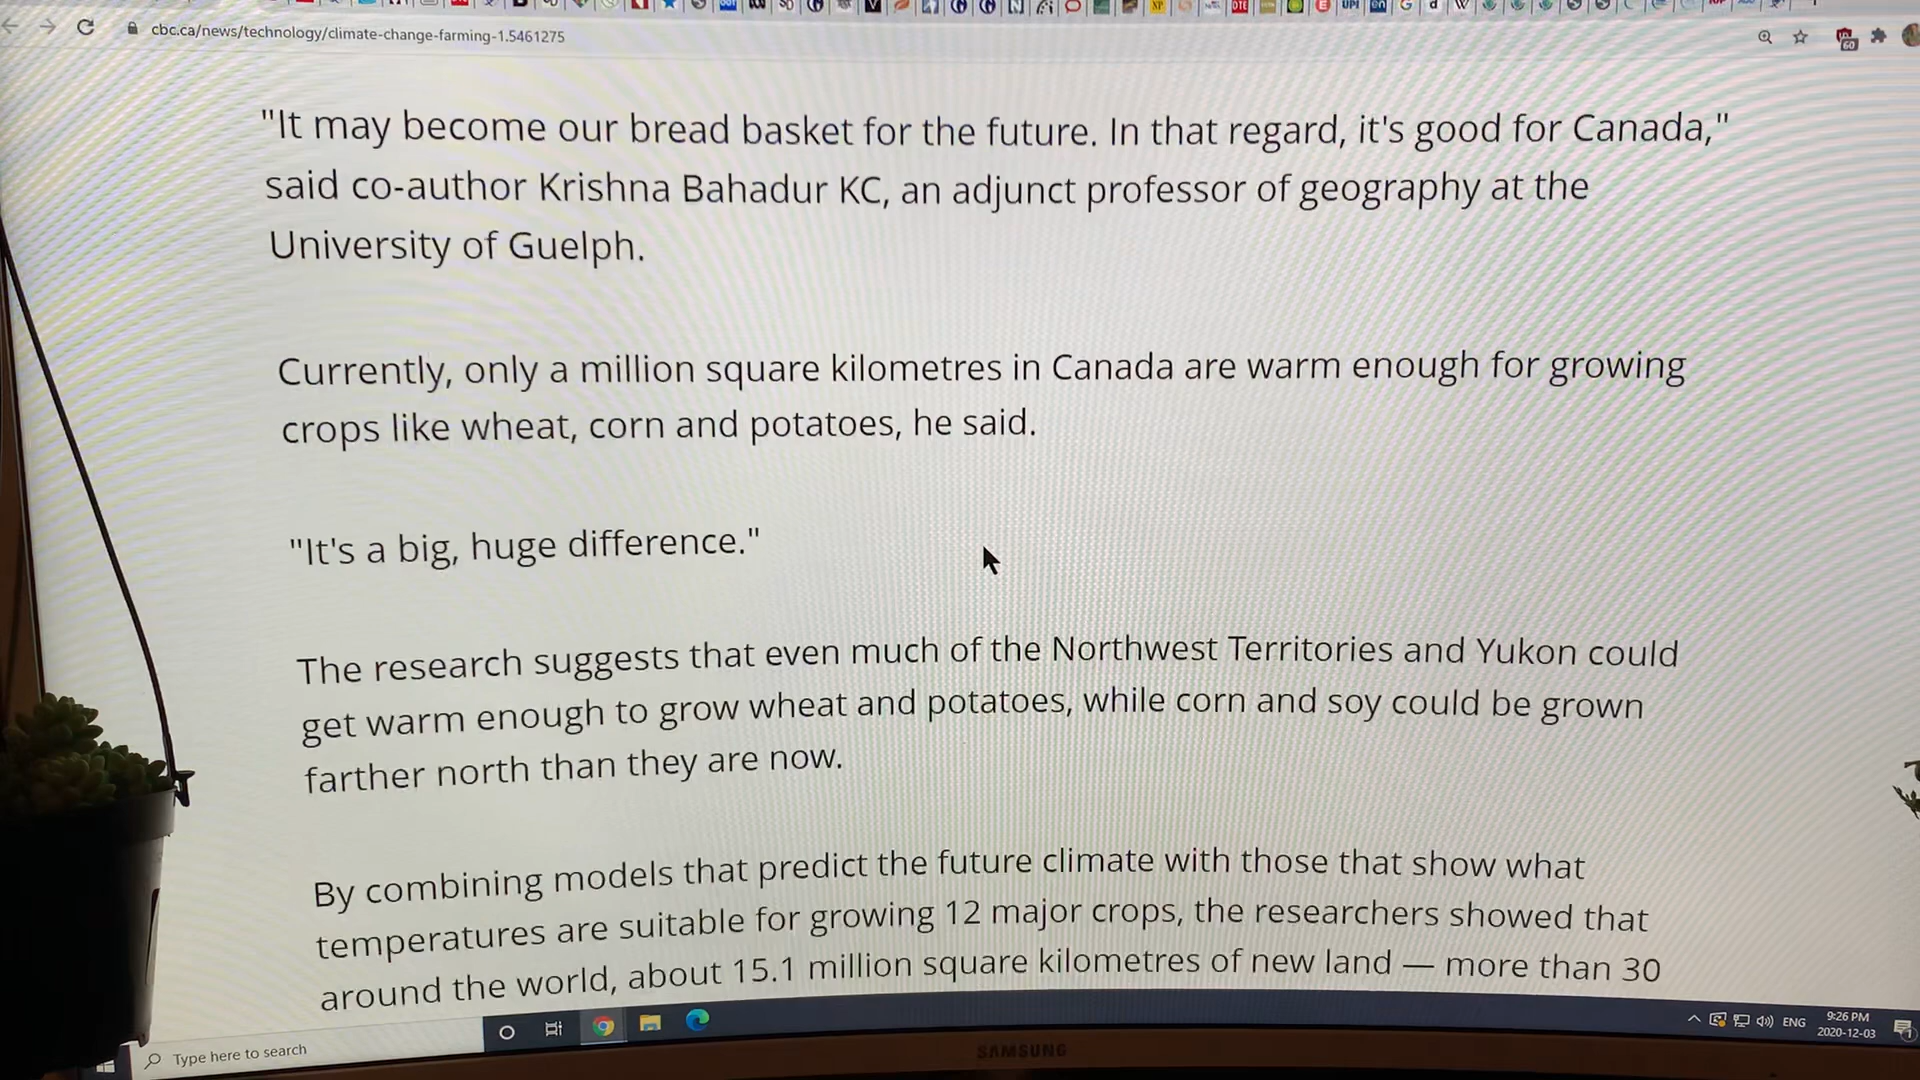 cbc.ca/news/technology/climate-change-farming-1.5461275
"It may become our bread basket for the future. In that regard, it's good for Canada,"
said co-author Krishna Bahadur KC, an adjunct professor of geography at the
University of Guelph.
Currently, only a million square kilometres in Canada are warm enough for growing
crops like wheat, corn and potatoes, he said.
"It's a big, huge difference."
The research suggests that even much of the Northwest Territories and Yukon could
get warm enough to grow wheat and potatoes, while corn and soy could be grown
farther north than they are now.
By combining models that predict the future climate with those that show what
temperatures are suitable for growing 12 major crops, the researchers showed that
around the world, about 15.1 million square kilometres of new land — more than 30
Type here to search
ENG
9:26 PM
2020-12-03
SAMSUNG